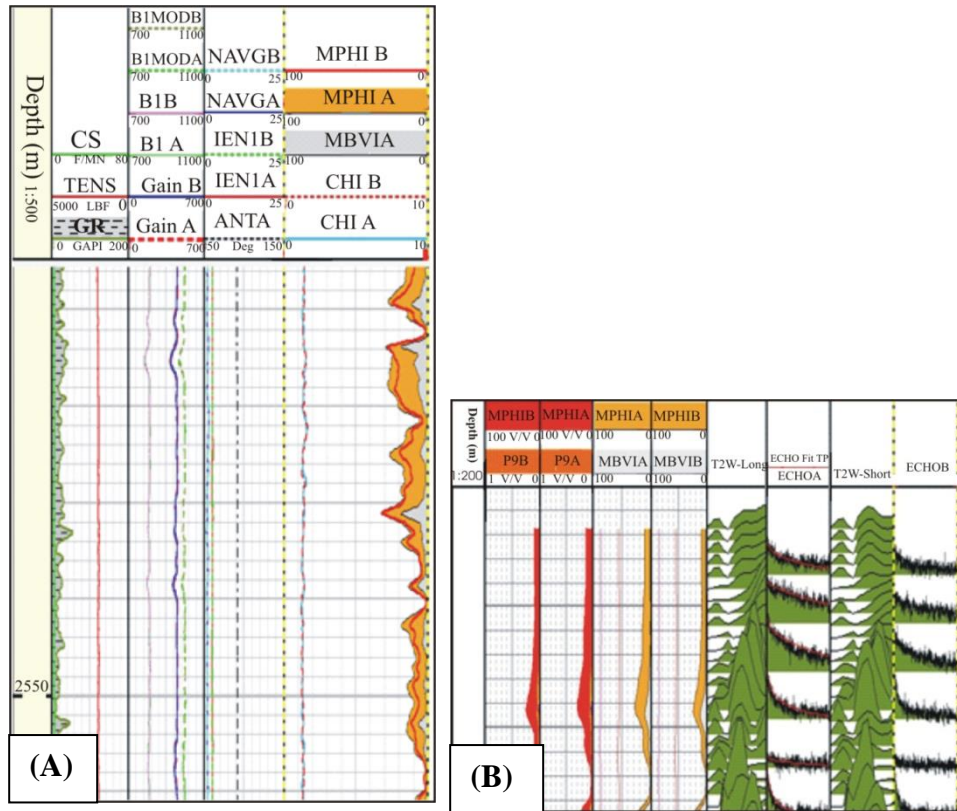 Depth (m) 1:500
CS
0 F/MN 80
TENS
5000 LBF 0
GR
0 GAPI 200
B1MODB
700 1100
B1MODA
700 1100
B1B
700 1100
B1 A
700 1100
Gain B
0 700
Gain A
0 700
NAVGB
0 25
NAVGA
0 25
IEN1B
0 25
IEN1A
0 25
ANTA
50 Deg 150
MPHI B
100 0
MPHI A
100 0
MBVIA
100 0
CHI B
0 10
CHI A
0 10
2550
(A)
Depth (m)
1:200
MPHIB
100 V/V 0
P9B
1 V/V 0
MPHIA
100 V/V 0
P9A
1 V/V 0
MPHIA
100 0
MBVIA
100 0
MPHIB
100 0
MBVIB
100 0
T2W-Long
ECHO Fit TP
ECHOA
T2W-Short
ECHOB
(B)